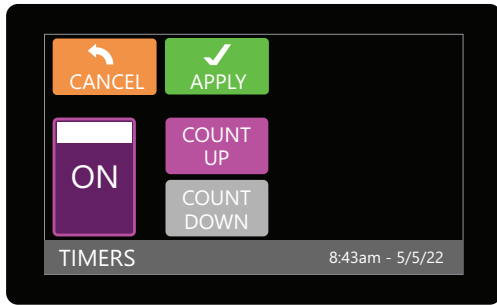 CANCEL
APPLY
ON
COUNT
UP
COUNT
DOWN
TIMERS
8:43am - 5/5/22